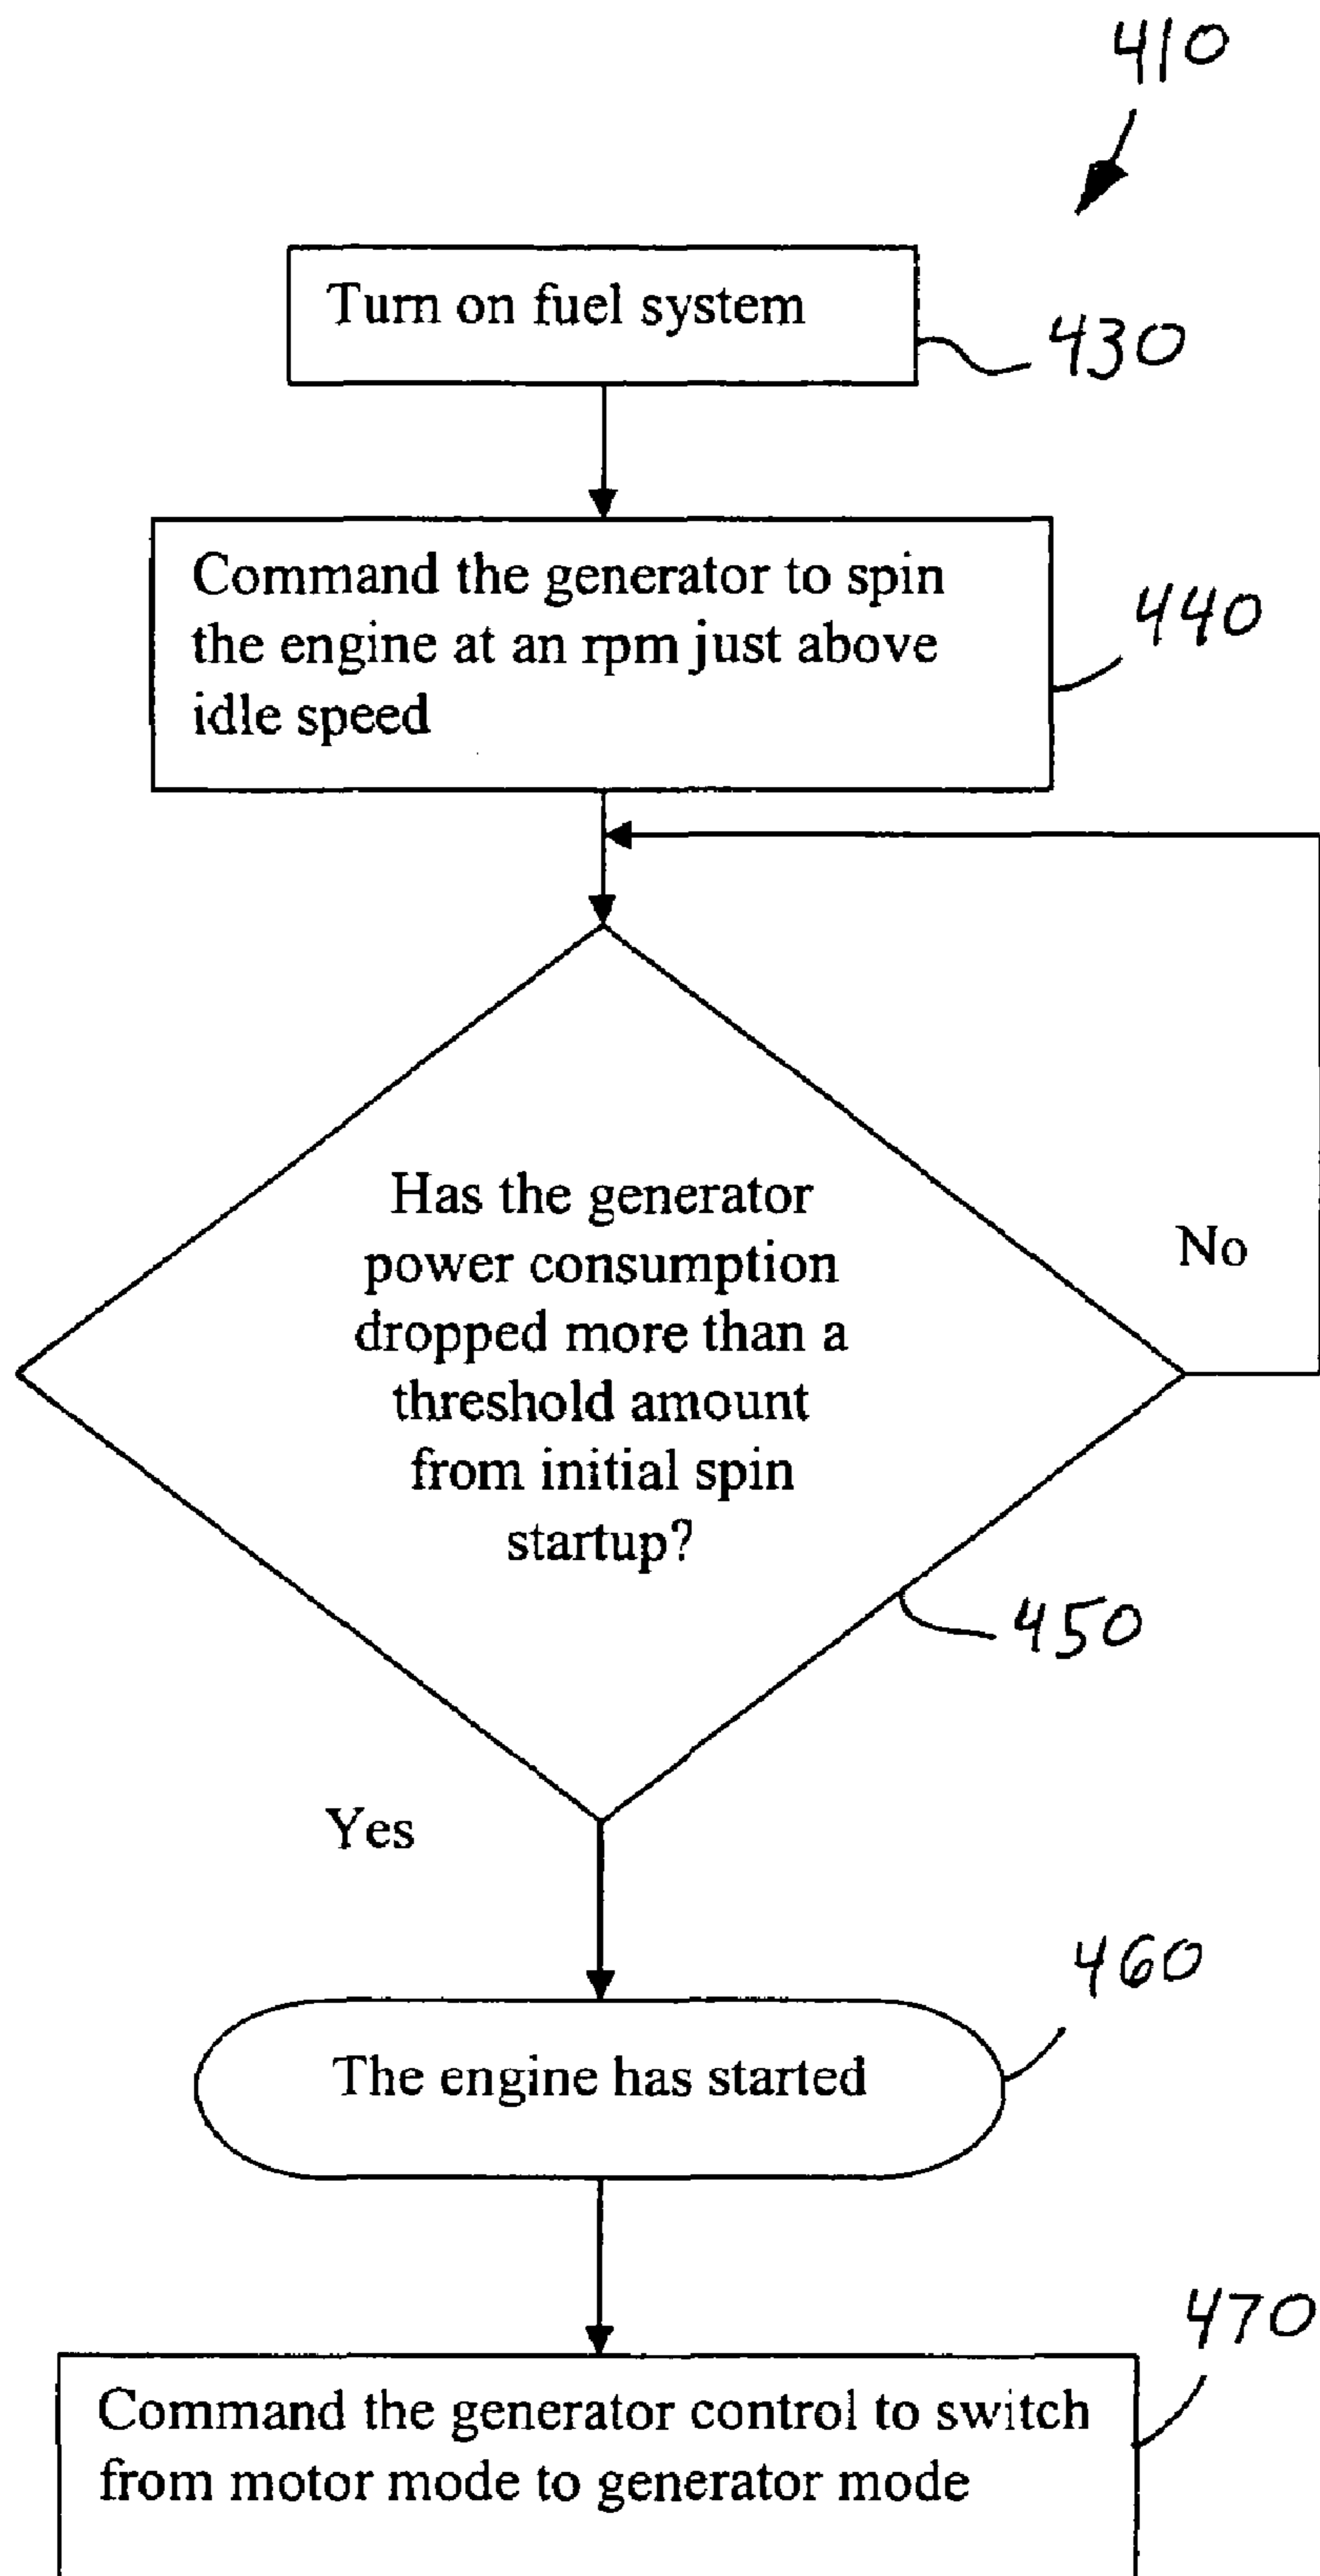 410
Turn on fuel system
430
Command the generator to spin
the engine at an rpm just above
idle speed
440
Has the generator
power consumption
dropped more than a
threshold amount
from initial spin
startup?
No
450
Yes
460
The engine has started
470
Command the generator control to switch
from motor mode to generator mode